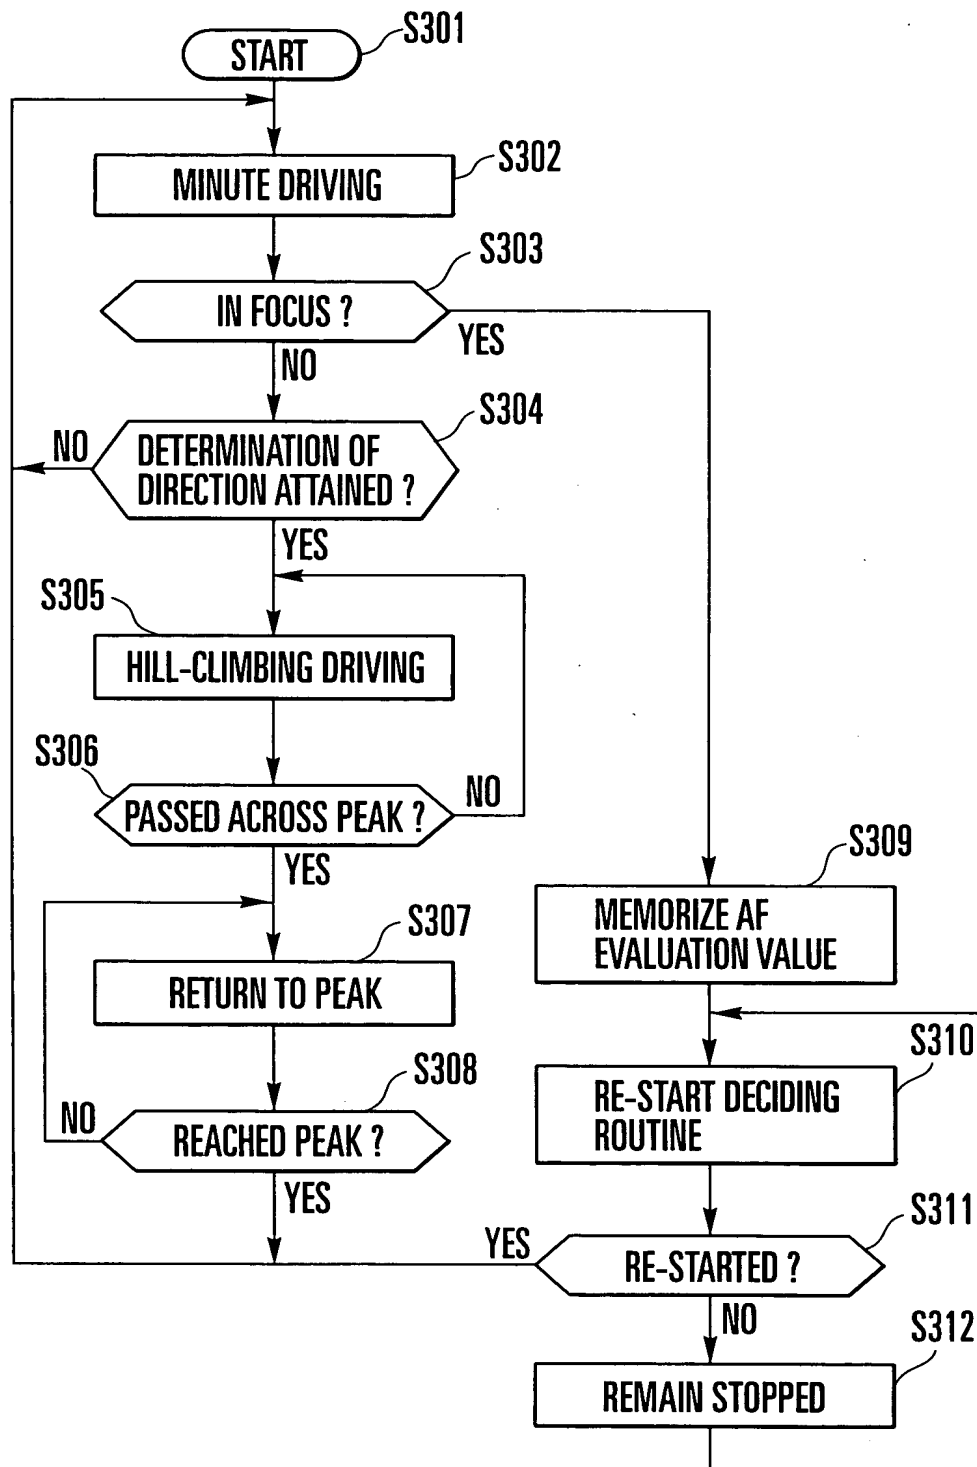 S301
START
S302
MINUTE DRIVING
S303
IN FOCUS ?
YES
NO
S304
NO
DETERMINATION OF
DIRECTION ATTAINED ?
YES
S305
HILL-CLIMBING DRIVING
S306
PASSED ACROSS PEAK ?
NO
YES
S307
RETURN TO PEAK
S308
NO
REACHED PEAK ?
YES
S309
MEMORIZE AF
EVALUATION VALUE
S310
RE-START DECIDING
ROUTINE
S311
YES
RE-STARTED ?
NO
S312
REMAIN STOPPED